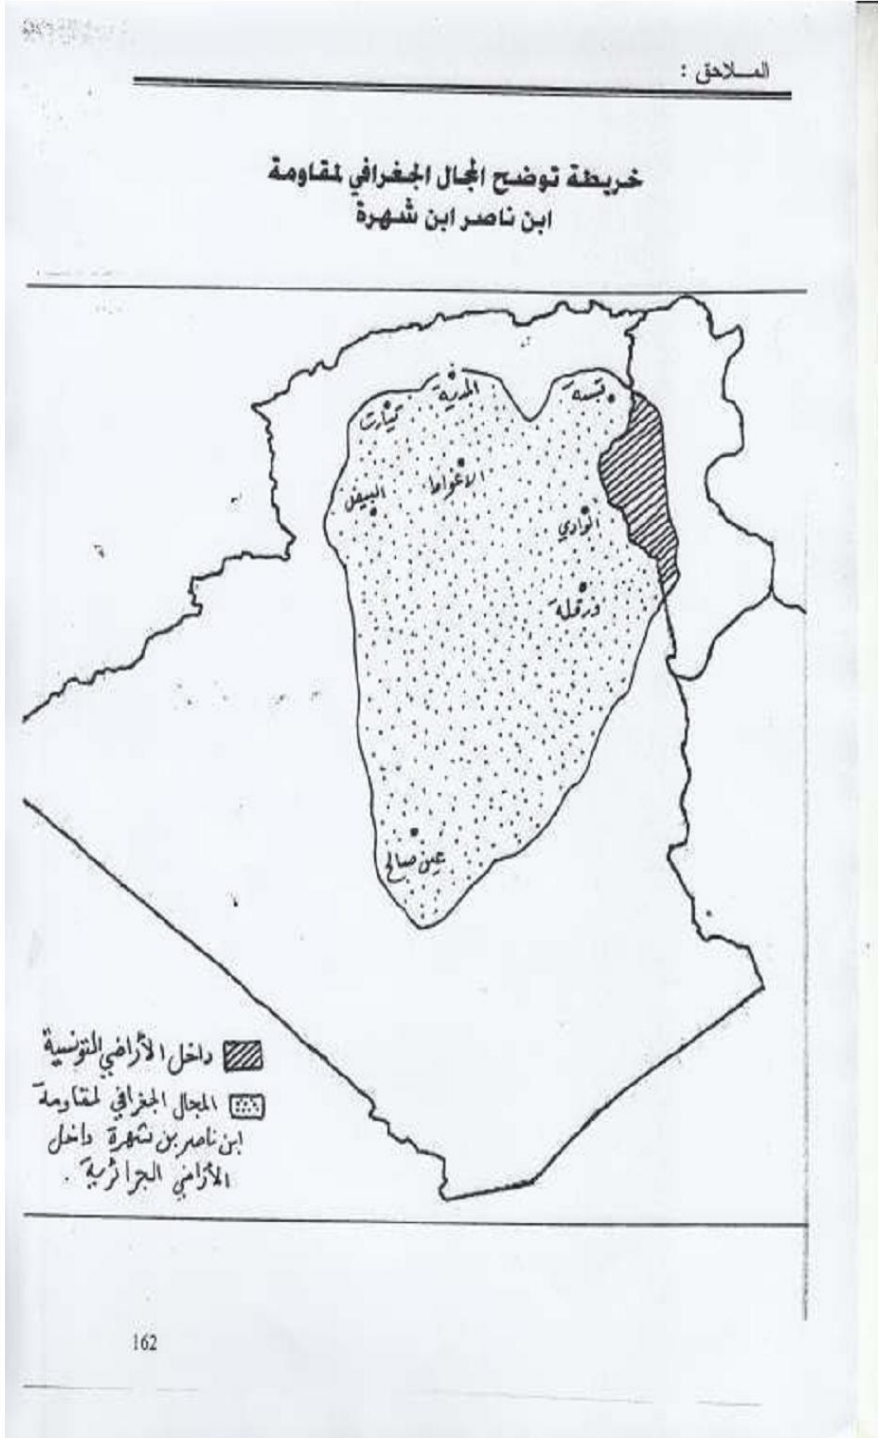 الملاحق :
خريطة توضح المجال الجغرافي لمقاومة
ابن ناصر ابن شهرة
المدية
تبسة
تيارت
الأغواط
البيض
الوادي
ورقلة
عين صالح
داخل الأراضي التونسية
المجال الجغرافي لمقاومة
ابن ناصر بن شهرة داخل
الأراضي الجزائرية .
162